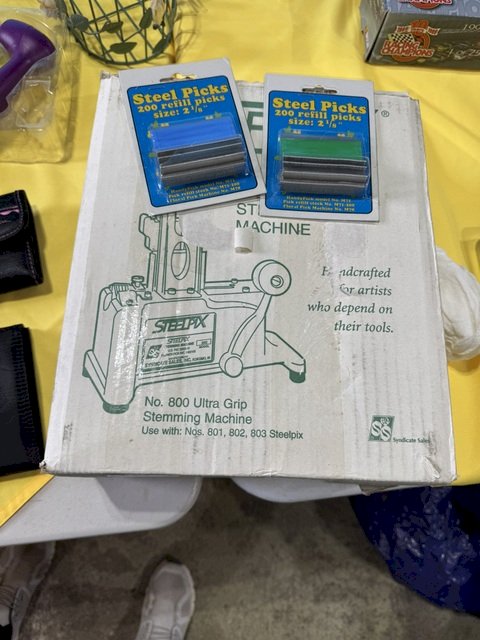 Steel Picks
200 refill picks
size: 2 1/8"
Steel Picks
200 refill picks
size: 2 1/8"
®
MACHINE
Handcrafted
for artists
who depend on
their tools.
STEELPIX
STEELPIX
No. 800 Ultra Grip
Stemming Machine
Use with: Nos. 801, 802, 803 Steelpix
Syndicate Sales